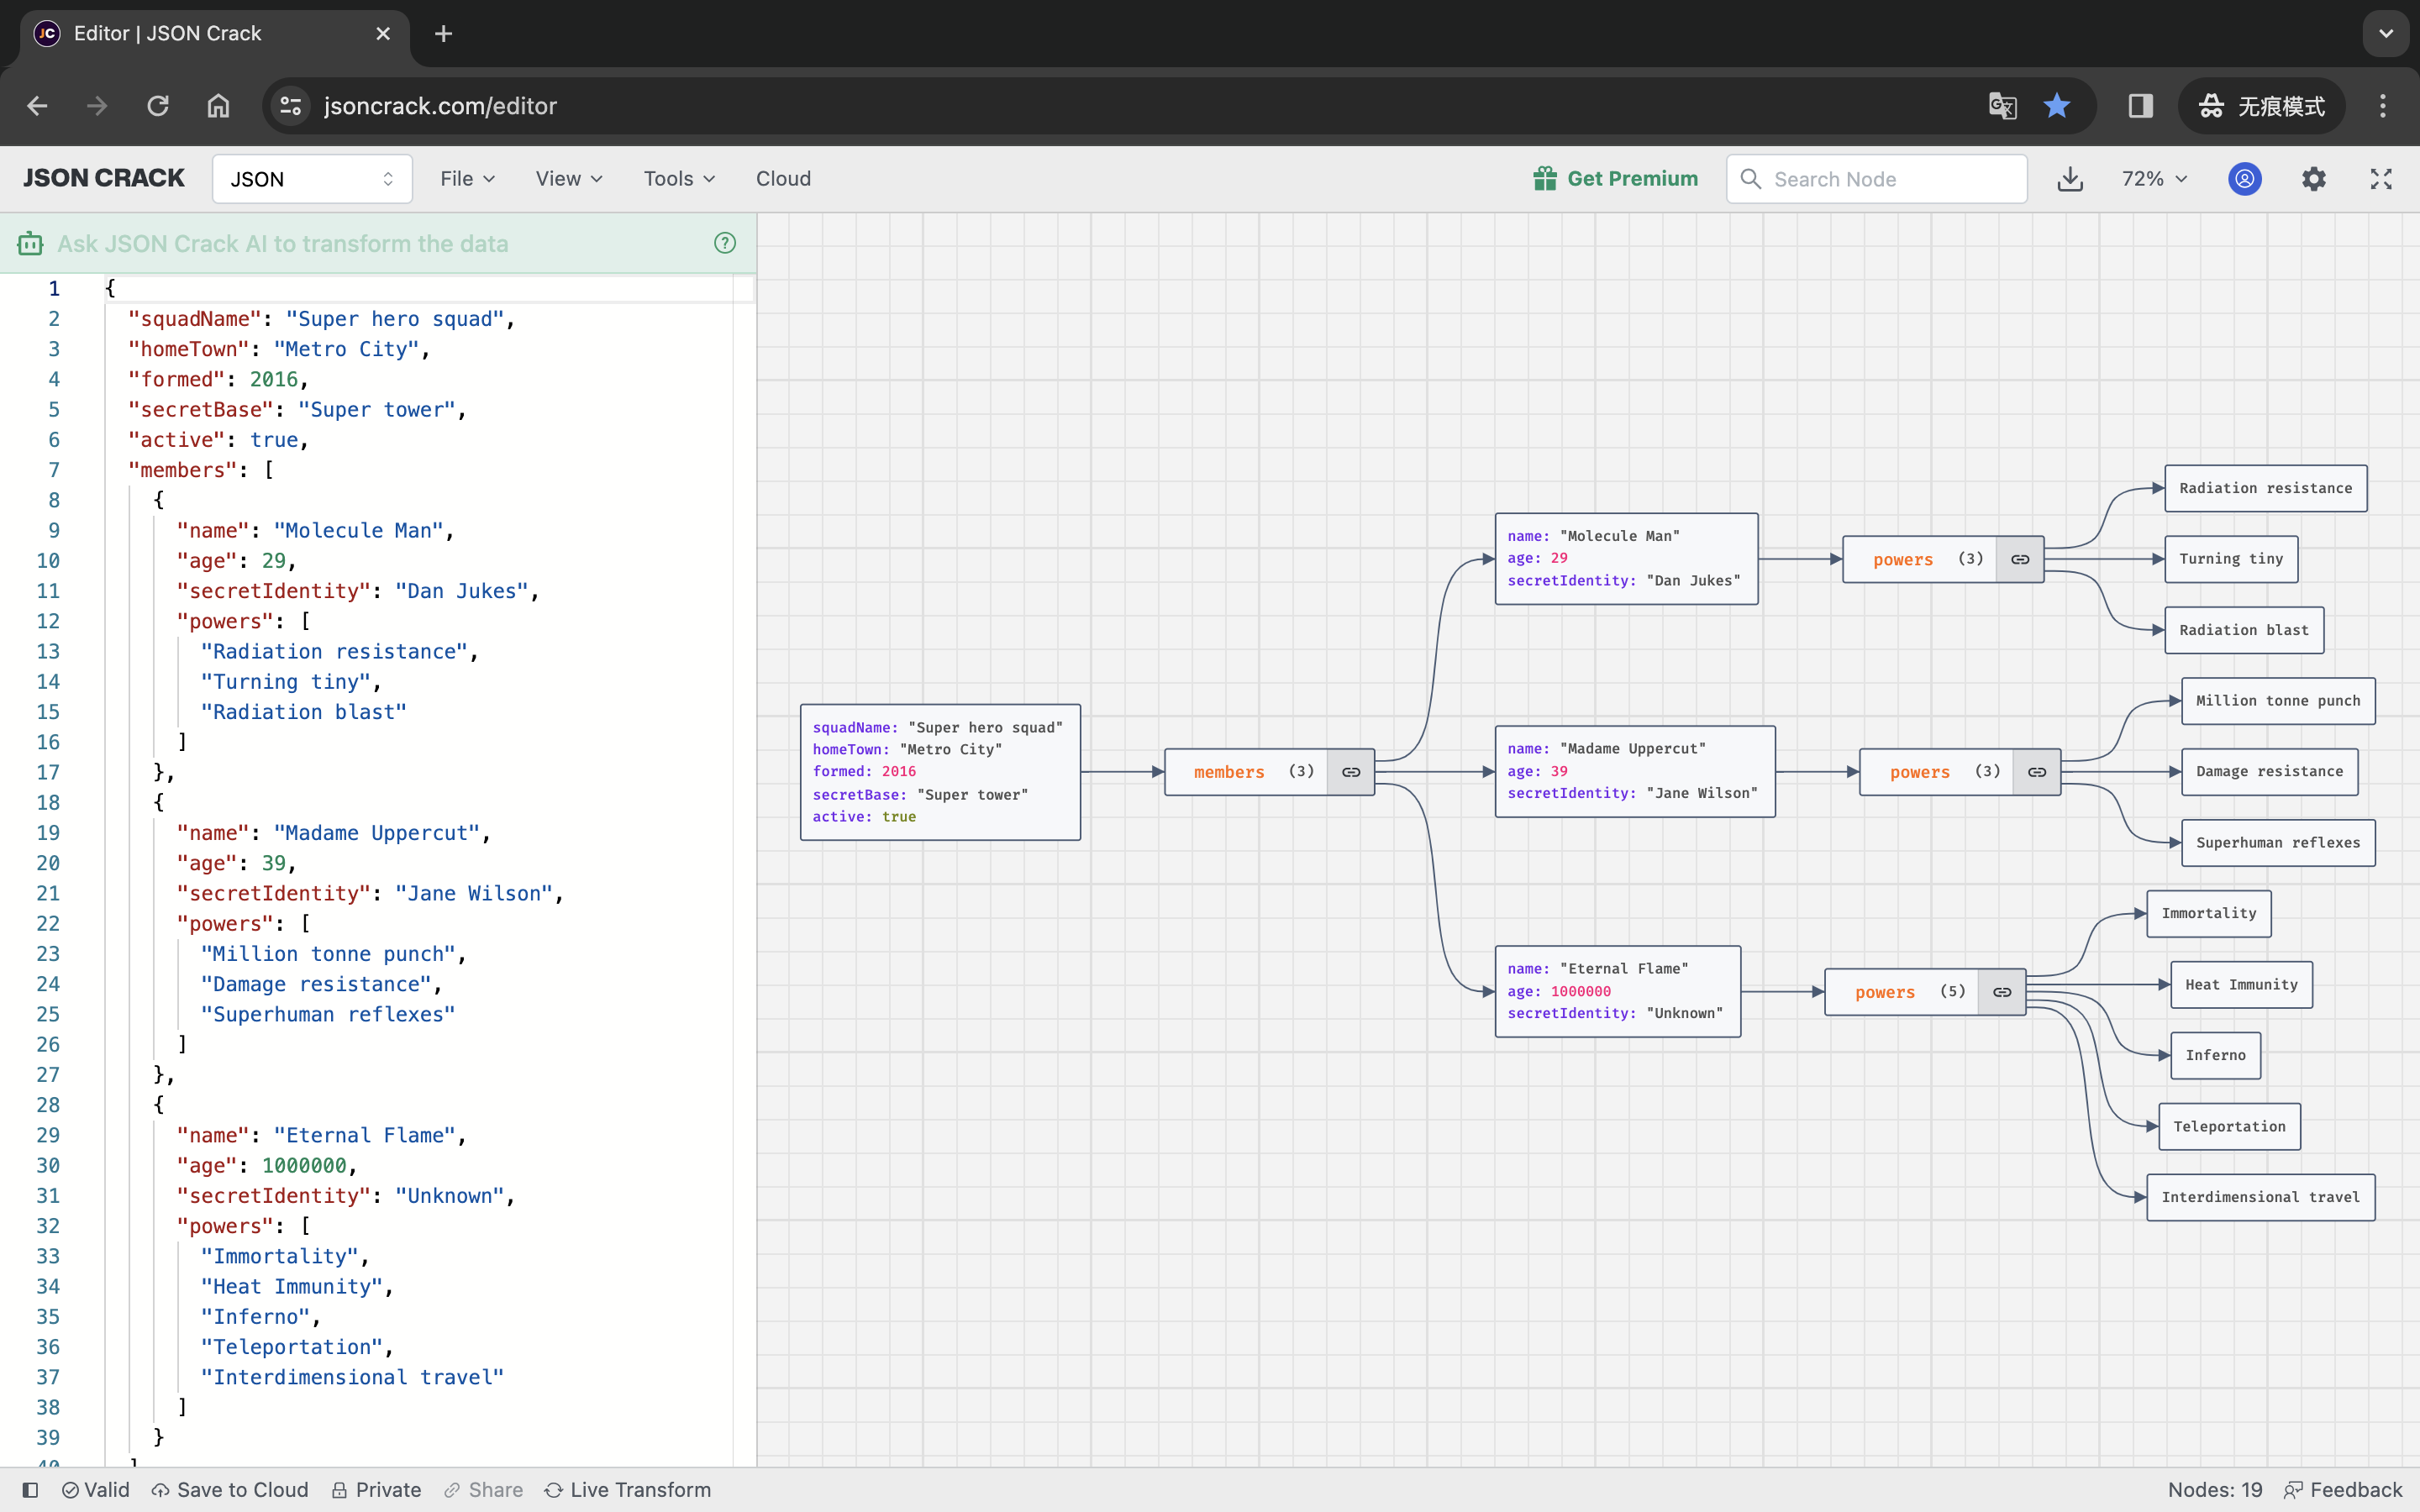 Editor | JSON Crack
jsoncrack.com/editor
无痕模式
JSON CRACK
JSON
File
View
Tools
Cloud
Get Premium
Search Node
72%
Ask JSON Crack AI to transform the data
1 {
2 "squadName": "Super hero squad",
3 "homeTown": "Metro City",
4 "formed": 2016,
5 "secretBase": "Super tower",
6 "active": true,
7 "members": [
8 {
9 "name": "Molecule Man",
10 "age": 29,
11 "secretIdentity": "Dan Jukes",
12 "powers": [
13 "Radiation resistance",
14 "Turning tiny",
15 "Radiation blast"
16 ]
17 },
18 {
19 "name": "Madame Uppercut",
20 "age": 39,
21 "secretIdentity": "Jane Wilson",
22 "powers": [
23 "Million tonne punch",
24 "Damage resistance",
25 "Superhuman reflexes"
26 ]
27 },
28 {
29 "name": "Eternal Flame",
30 "age": 1000000,
31 "secretIdentity": "Unknown",
32 "powers": [
33 "Immortality",
34 "Heat Immunity",
35 "Inferno",
36 "Teleportation",
37 "Interdimensional travel"
38 ]
39 }
40 ]
squadName: "Super hero squad"
homeTown: "Metro City"
formed: 2016
secretBase: "Super tower"
active: true
members (3)
name: "Molecule Man"
age: 29
secretIdentity: "Dan Jukes"
powers (3)
Radiation resistance
Turning tiny
Radiation blast
name: "Madame Uppercut"
age: 39
secretIdentity: "Jane Wilson"
powers (3)
Million tonne punch
Damage resistance
Superhuman reflexes
name: "Eternal Flame"
age: 1000000
secretIdentity: "Unknown"
powers (5)
Immortality
Heat Immunity
Inferno
Teleportation
Interdimensional travel
Valid
Save to Cloud
Private
Share
Live Transform
Nodes: 19
Feedback